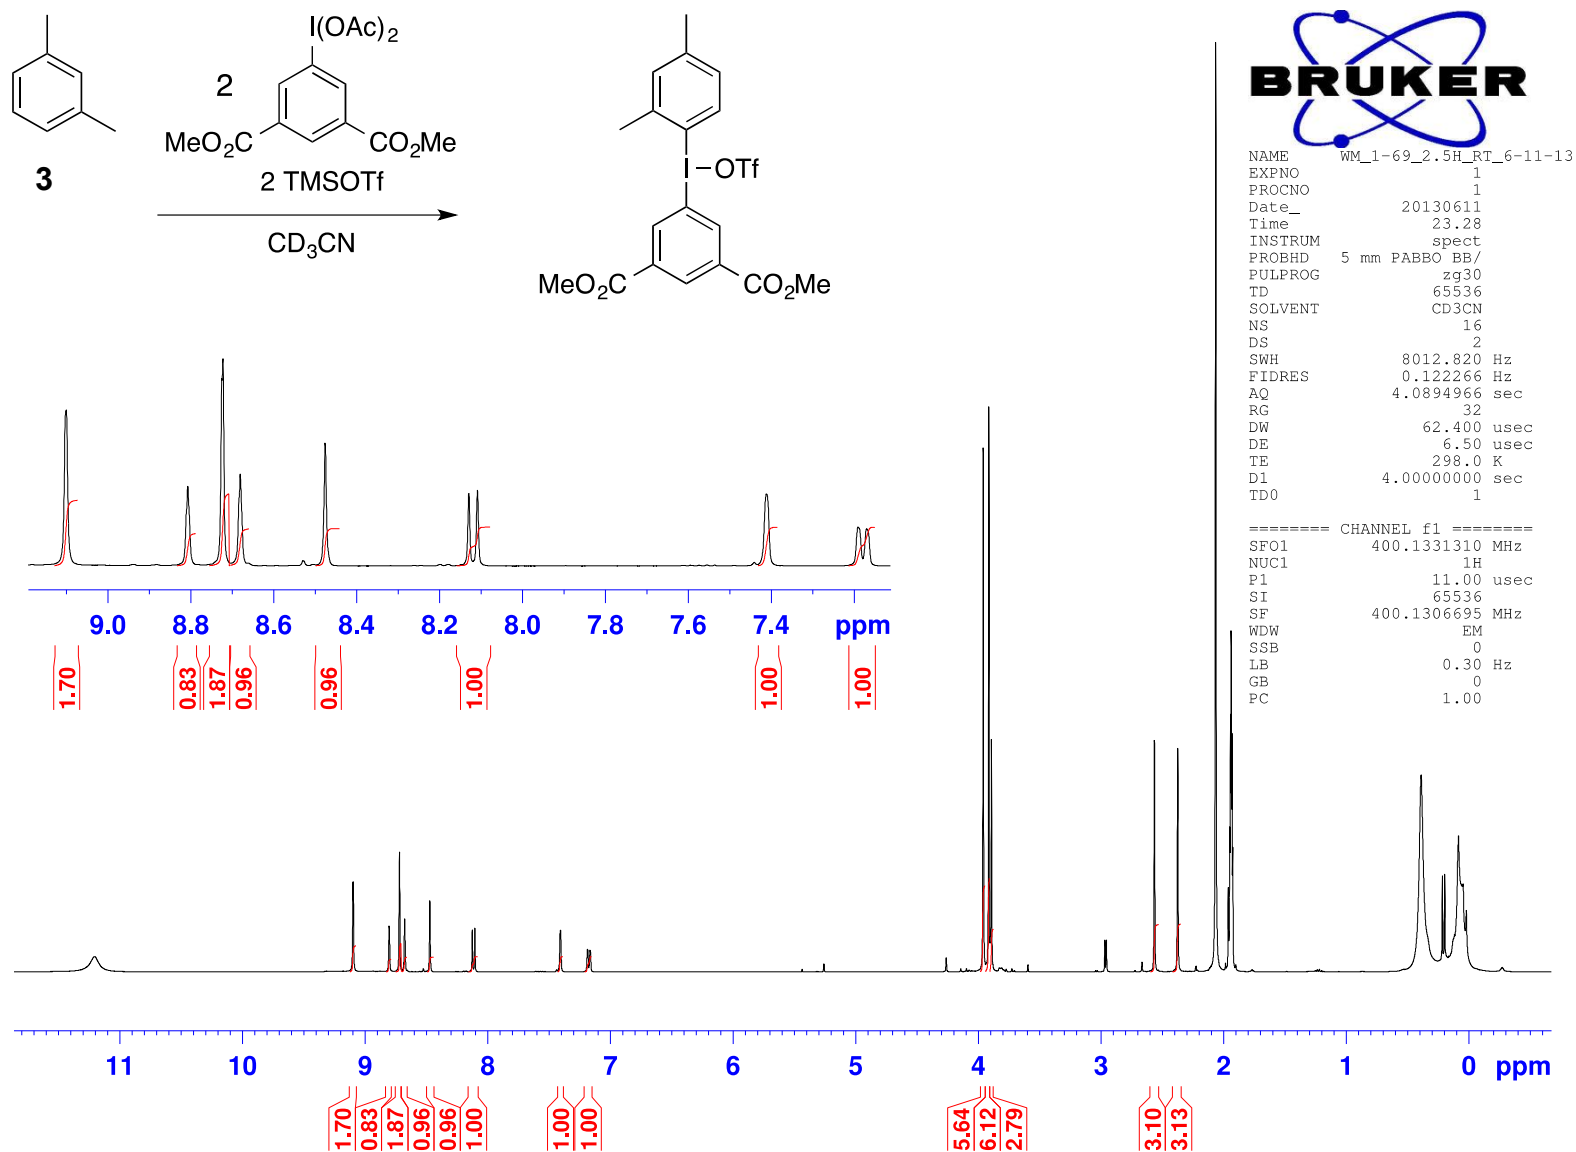 I(OAc)2
2
MeO2C
CO2Me
3
2 TMSOTf
CD3CN
I–OTf
MeO2C
CO2Me
BRUKER
NAME WM_1-69_2.5H_RT_6-11-13
EXPNO 1
PROCNO 1
Date_ 20130611
Time 23.28
INSTRUM spect
PROBHD 5 mm PABBO BB/
PULPROG zg30
TD 65536
SOLVENT CD3CN
NS 16
DS 2
SWH 8012.820 Hz
FIDRES 0.122266 Hz
AQ 4.0894966 sec
RG 32
DW 62.400 usec
DE 6.50 usec
TE 298.0 K
D1 4.00000000 sec
TD0 1
======== CHANNEL f1 ========
SFO1 400.1331310 MHz
NUC1 1H
P1 11.00 usec
SI 65536
SF 400.1306695 MHz
WDW EM
SSB 0
LB 0.30 Hz
GB 0
PC 1.00
9.0 8.8 8.6 8.4 8.2 8.0 7.8 7.6 7.4 ppm
1.70 0.83 1.87 0.96 0.96 1.00 1.00 1.00
11 10 9 8 7 6 5 4 3 2 1 0 ppm
1.70 0.83 1.87 0.96 0.96 1.00 1.00 1.00 5.64 6.12 2.79 3.10 3.13